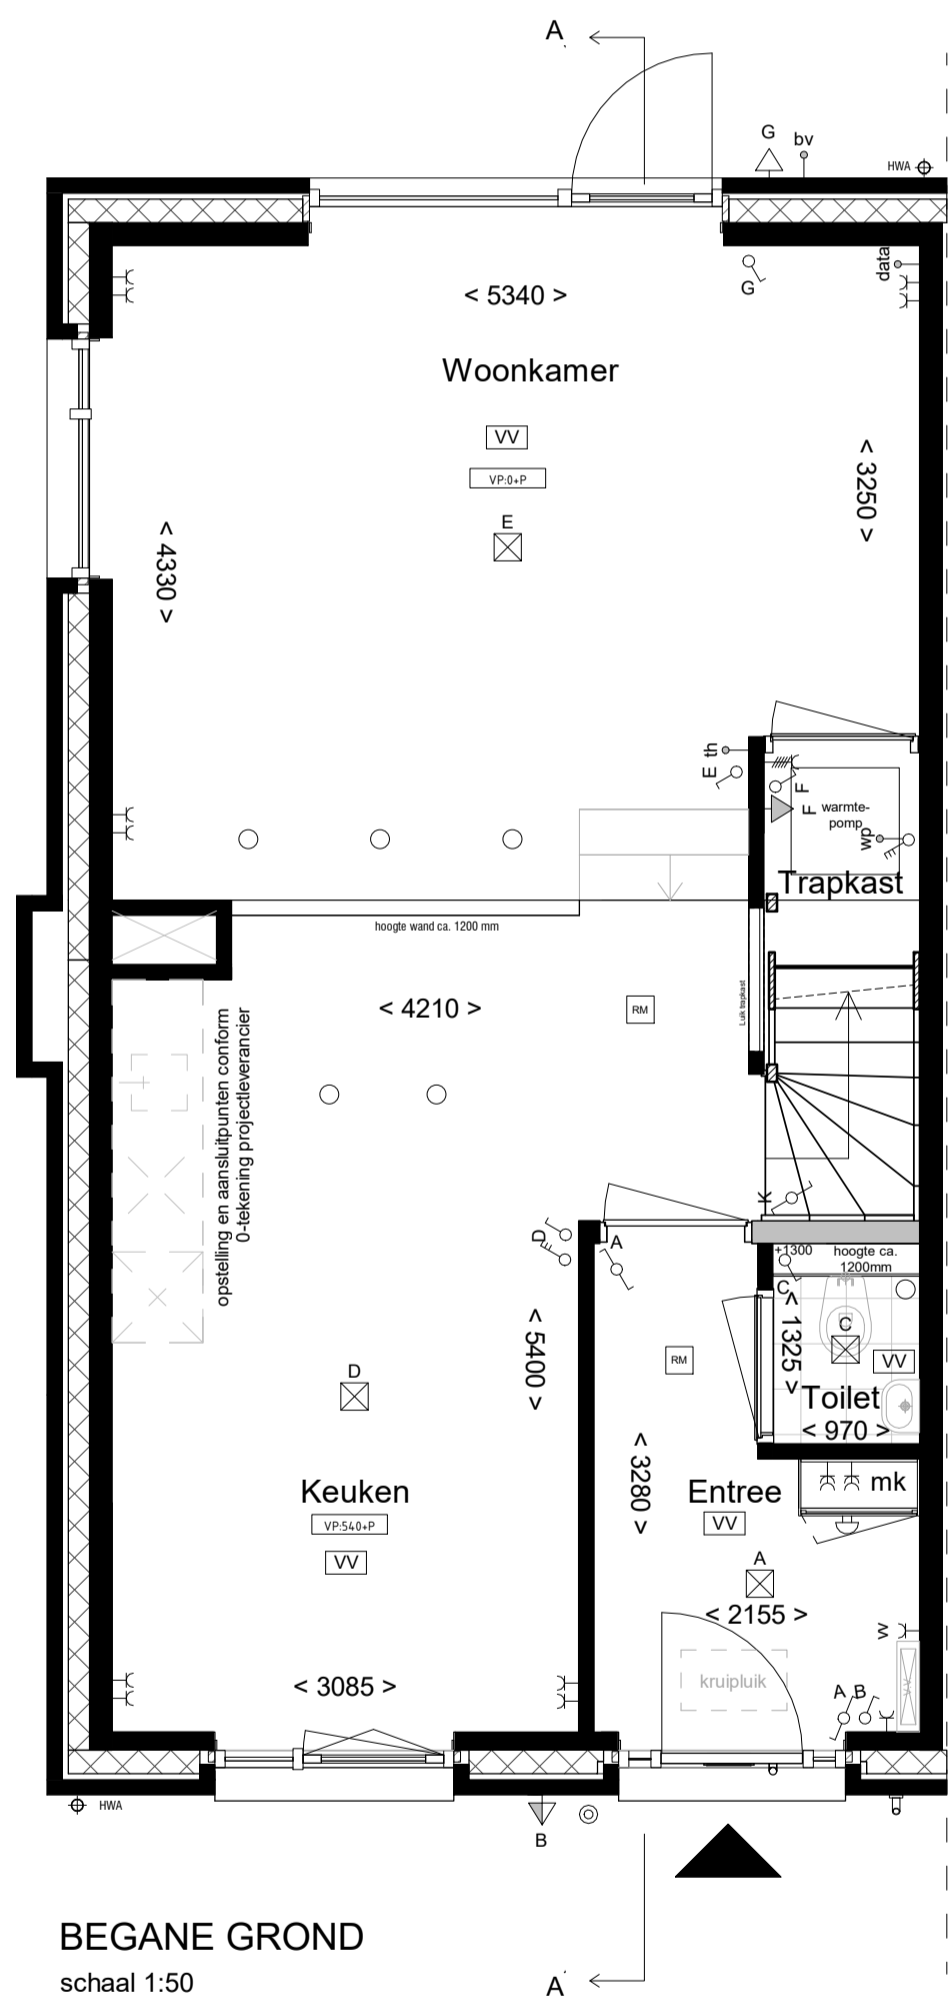 A
G
bv
HWA
data
G
< 5340 >
Woonkamer
VV
VP:0+P
E
< 3250 >
< 4330 >
th
E
F
F
warmte-
pomp
wp
Trapkast
hoogte wand ca. 1200 mm
Luik trapkast
< 4210 >
RM
opstelling en aansluitpunten conform
0-tekening projectleverancier
K
D
A
+1300
hoogte ca.
1200mm
C
C
< 1325 >
VV
RM
Toilet
< 970 >
< 5400 >
D
mk
Keuken
< 3280 >
Entree
VP:540+P
VV
VV
A
< 2155 >
W
kruipluik
< 3085 >
A B
VV
HWA
B
BEGANE GROND
schaal 1:50
A